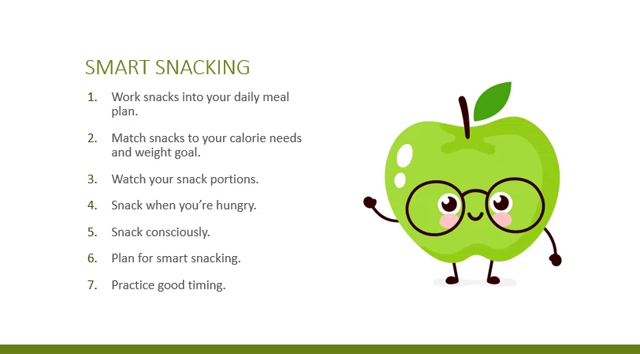 SMART SNACKING
1. Work snacks into your daily meal
plan.
2. Match snacks to your calorie needs
and weight goal.
3. Watch your snack portions.
4. Snack when you’re hungry.
5. Snack consciously.
6. Plan for smart snacking.
7. Practice good timing.